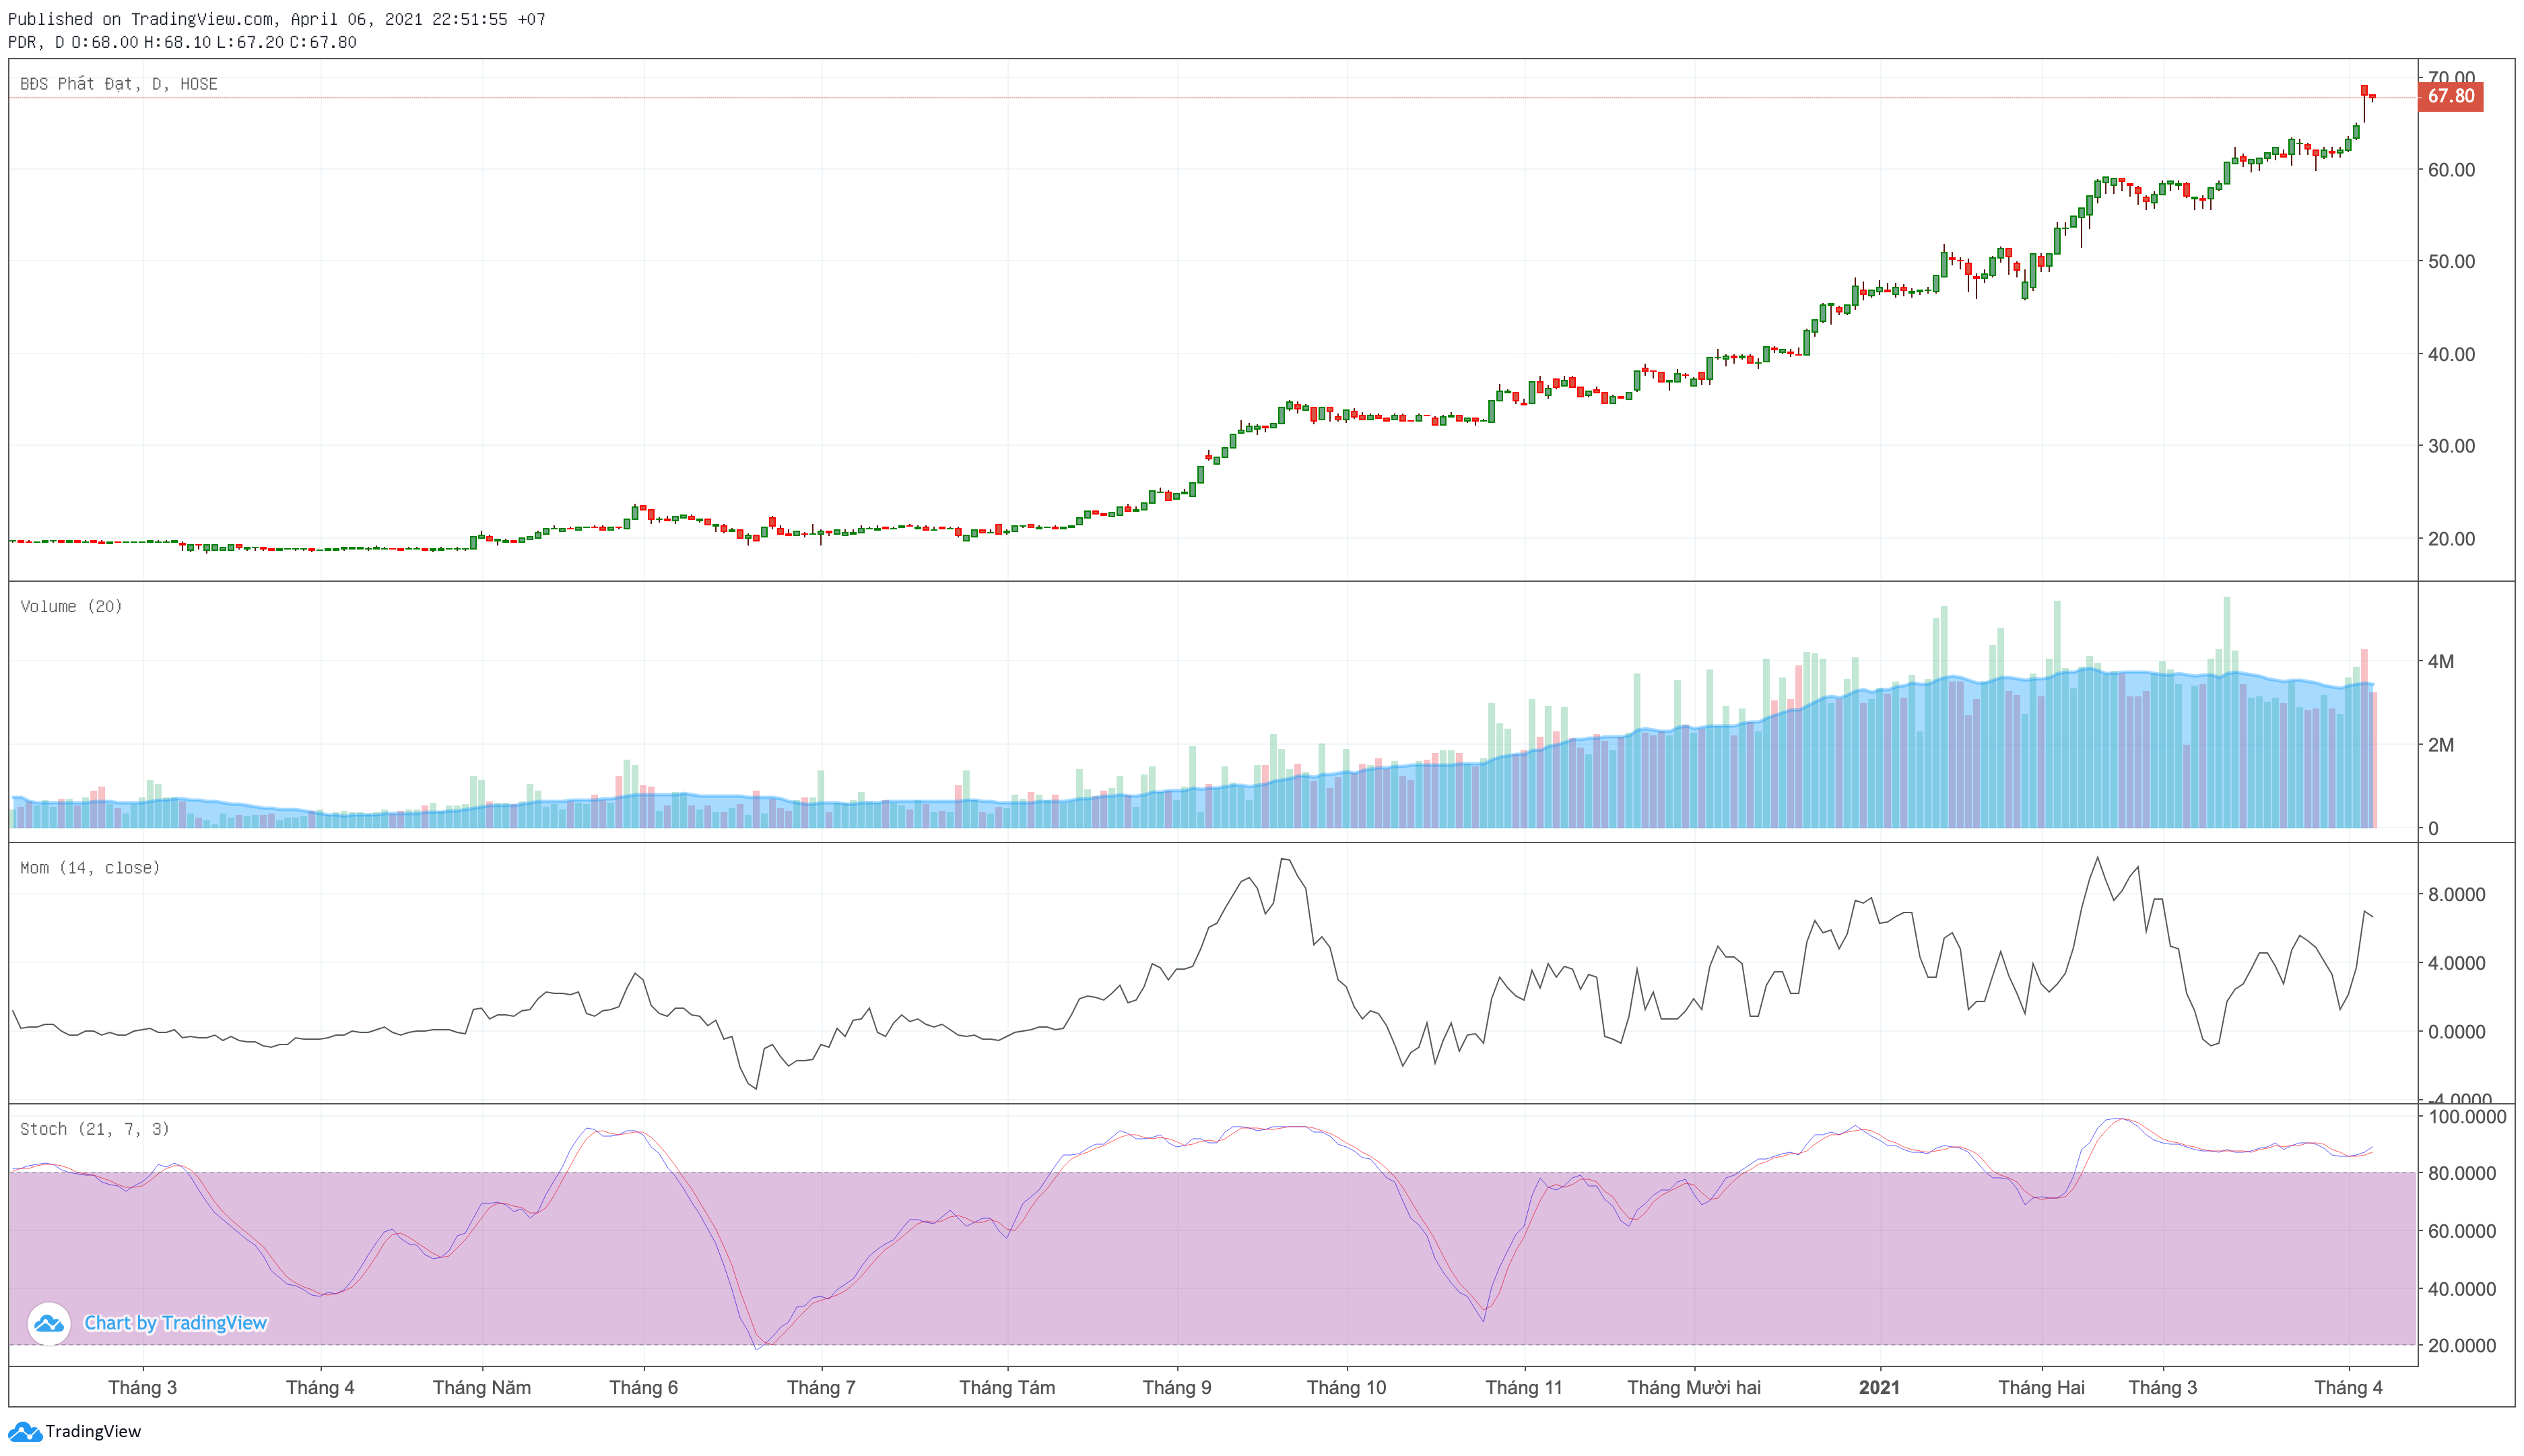 Published on TradingView.com, April 06, 2021 22:51:55 +07
PDR, D O:68.00 H:68.10 L:67.20 C:67.80
BĐS Phát Đạt, D, HOSE
70.00
67.80
60.00
50.00
40.00
30.00
20.00
Volume (20)
4M
2M
0
Mom (14, close)
8.0000
4.0000
0.0000
-4.0000
Stoch (21, 7, 3)
100.0000
80.0000
60.0000
40.0000
20.0000
Chart by TradingView
Tháng 3 Tháng 4 Tháng Năm Tháng 6 Tháng 7 Tháng Tám Tháng 9 Tháng 10 Tháng 11 Tháng Mười hai 2021 Tháng Hai Tháng 3 Tháng 4
TradingView